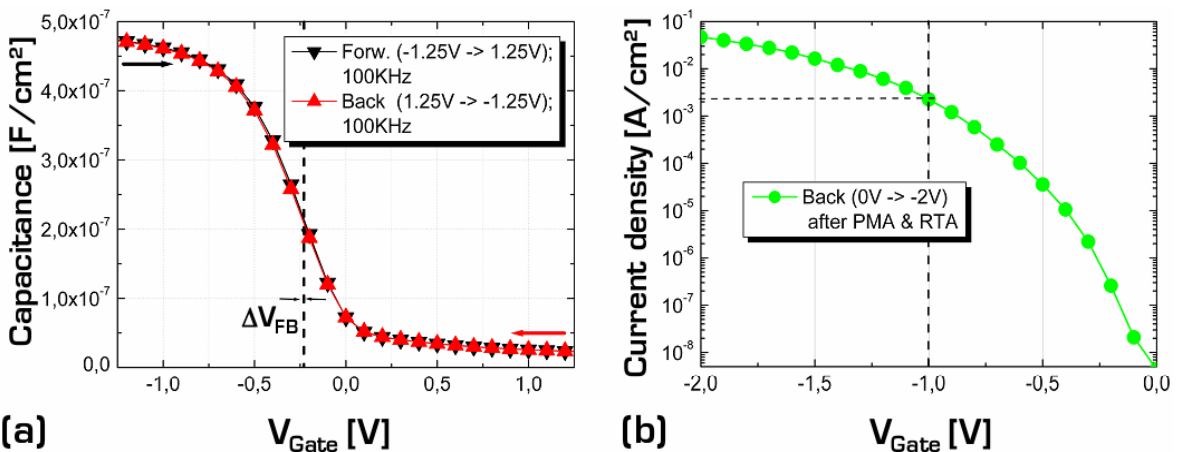 Capacitance [F/cm²]
5,0x10⁻⁷
4,0x10⁻⁷
3,0x10⁻⁷
2,0x10⁻⁷
1,0x10⁻⁷
0,0
Forw. (-1.25V -> 1.25V);
100KHz
Back (1.25V -> -1.25V);
100KHz
ΔV_FB
-1,0
-0,5
0,0
0,5
1,0
V_Gate [V]
(a)
Current density [A/cm²]
10⁻¹
10⁻²
10⁻³
10⁻⁴
10⁻⁵
10⁻⁶
10⁻⁷
10⁻⁸
Back (0V -> -2V)
after PMA & RTA
-2,0
-1,5
-1,0
-0,5
0,0
V_Gate [V]
(b)